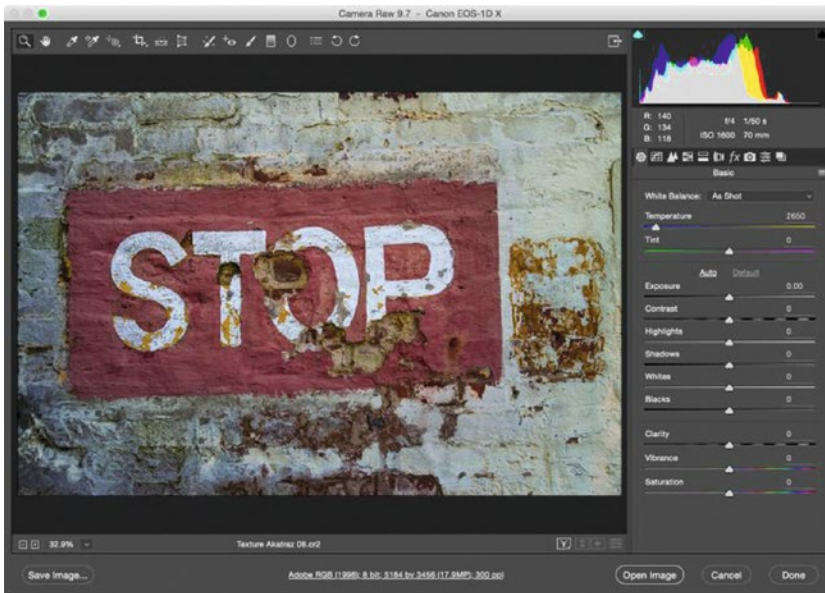 Camera Raw 9.7 - Canon EOS-1D X
R: 140
G: 134
B: 118
f/4 1/50 s
ISO 1600 70 mm
Basic
White Balance: As Shot
Temperature 2650
Tint 0
Auto Default
Exposure 0.00
Contrast 0
Highlights 0
Shadows 0
Whites 0
Blacks 0
Clarity 0
Vibrance 0
Saturation 0
STOP
32.9% Texture Akalnaz 08.cr2
Save Image... Adobe RGB (1998); 8 bit; 5184 by 3456 (17.9MP); 300 ppi Open Image Cancel Done